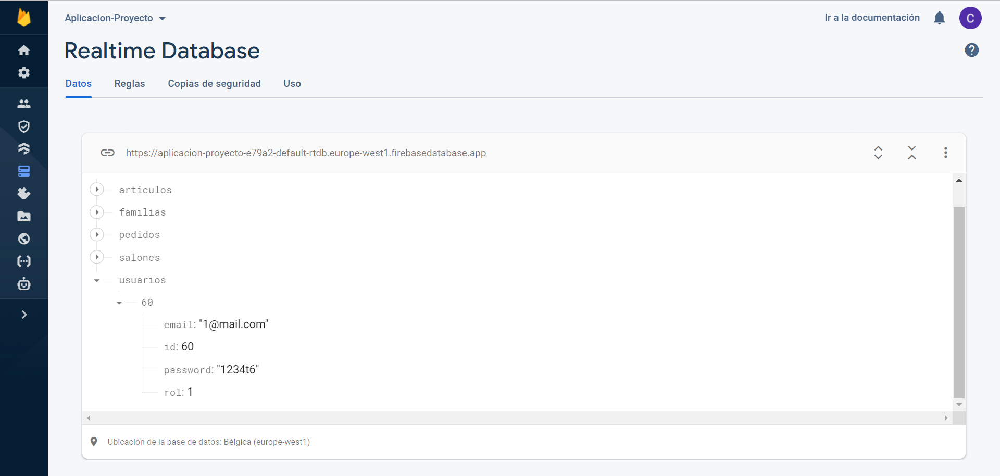 Aplicacion-Proyecto
Ir a la documentación
C
Realtime Database
?
Datos Reglas Copias de seguridad Uso
https://aplicacion-proyecto-e79a2-default-rtdb.europe-west1.firebasedatabase.app
articulos
familias
pedidos
salones
usuarios
60
email: "1@mail.com"
id: 60
password: "1234t6"
rol: 1
Ubicación de la base de datos: Bélgica (europe-west1)